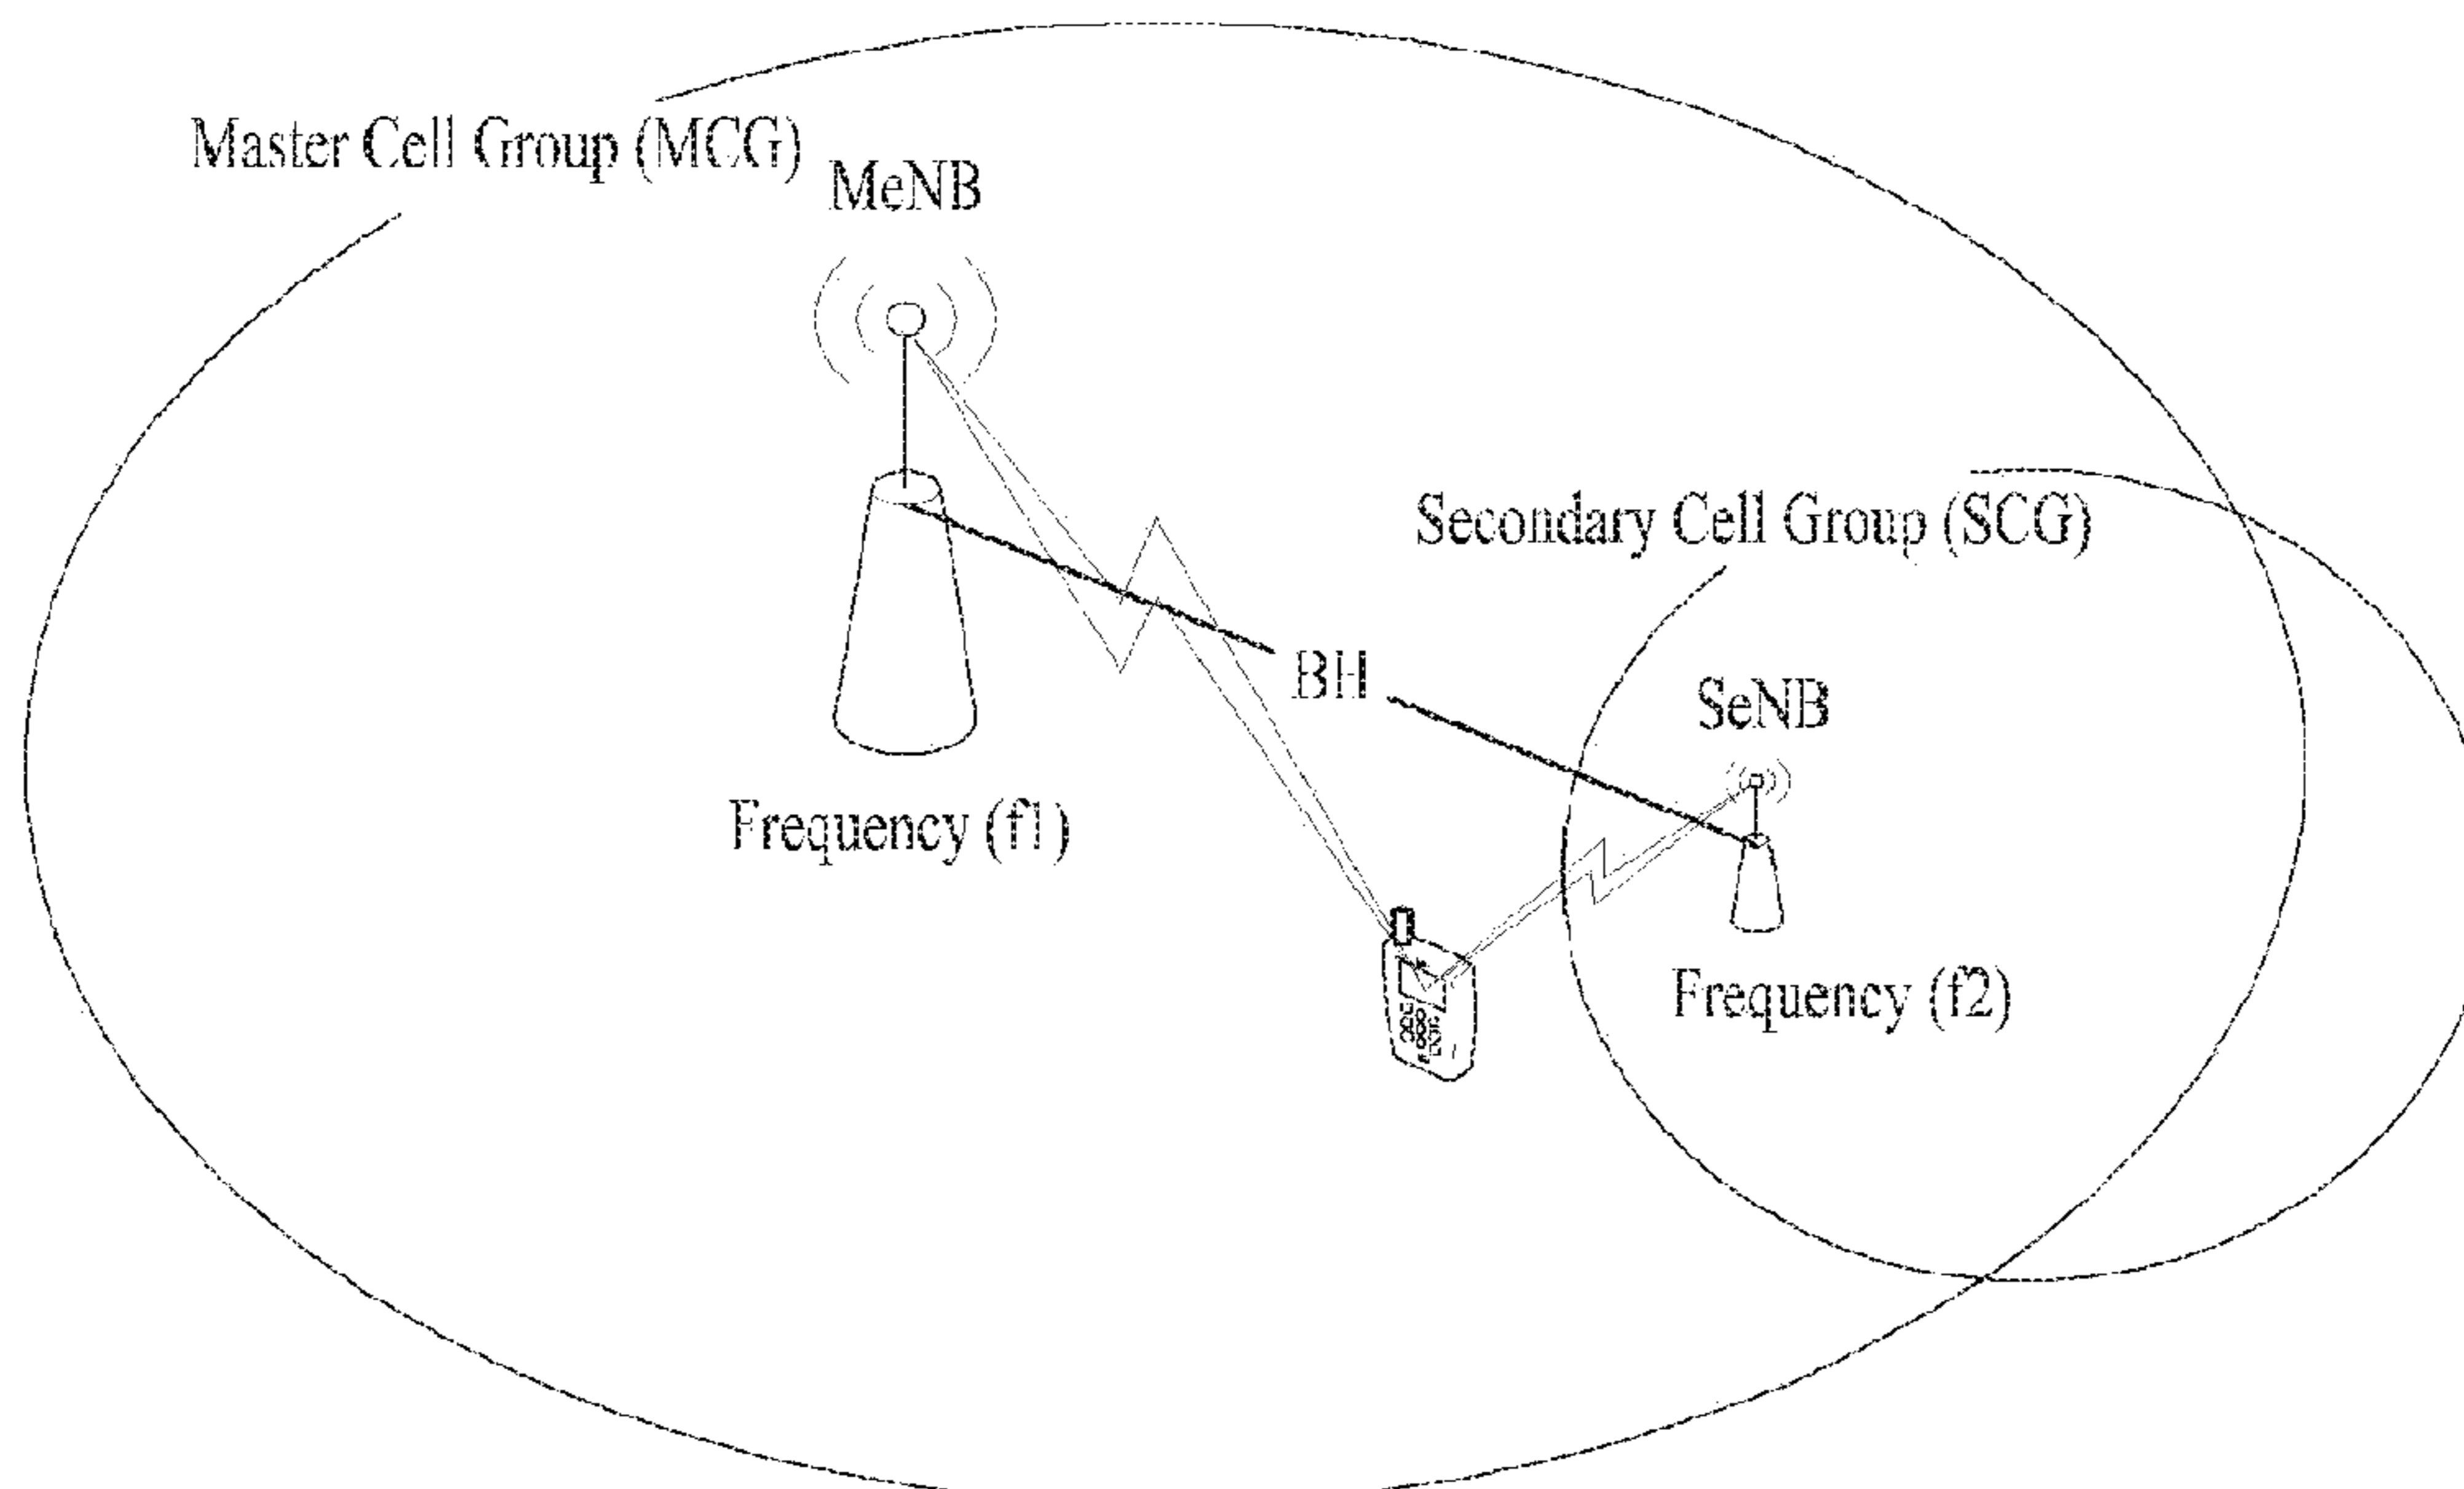 Master Cell Group (MCG)
MeNB
Secondary Cell Group (SCG)
BH
SeNB
Frequency (f1)
Frequency (f2)